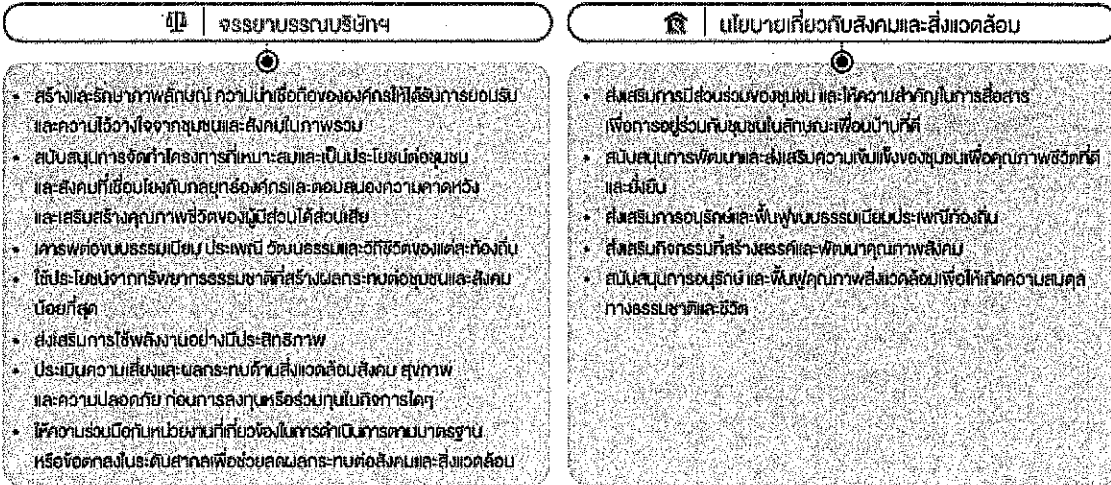 จรรยาบรรณบริษัทฯ
• สร้างและรักษาภาพลักษณ์ ความน่าเชื่อถือขององค์กรให้ได้รับการยอมรับ
และความไว้วางใจจากชุมชนและสังคมในภาพรวม
• สนับสนุนการจัดทำโครงการที่เหมาะสมและเป็นประโยชน์ต่อชุมชน
และสังคมที่เชื่อมโยงกับกลยุทธ์องค์กรและตอบสนองความคาดหวัง
และเสริมสร้างคุณภาพชีวิตของผู้มีส่วนได้ส่วนเสีย
• เคารพต่อขนบธรรมเนียม ประเพณี วัฒนธรรมและวิถีชีวิตของแต่ละท้องถิ่น
• ใช้ประโยชน์จากทรัพยากรธรรมชาติที่สร้างผลกระทบต่อชุมชนและสังคม
น้อยที่สุด
• ส่งเสริมการใช้พลังงานอย่างมีประสิทธิภาพ
• ประเมินความเสี่ยงและผลกระทบด้านสิ่งแวดล้อมสังคม สุขภาพ
และความปลอดภัย ก่อนการลงทุนหรือร่วมทุนในกิจการใดๆ
• ให้ความร่วมมือกับหน่วยงานที่เกี่ยวข้องในการดำเนินการตามมาตรฐาน
หรือข้อตกลงในระดับสากลเพื่อช่วยลดผลกระทบต่อสังคมและสิ่งแวดล้อม
นโยบายเกี่ยวกับสังคมและสิ่งแวดล้อม
• ส่งเสริมการมีส่วนร่วมของชุมชน และให้ความสำคัญในการสื่อสาร
เพื่อการอยู่ร่วมกับชุมชนในลักษณะเพื่อนบ้านที่ดี
• สนับสนุนการพัฒนาและส่งเสริมความเข้มแข็งของชุมชนเพื่อคุณภาพชีวิตที่ดี
และยั่งยืน
• ส่งเสริมการอนุรักษ์และฟื้นฟูขนบธรรมเนียมประเพณีท้องถิ่น
• ส่งเสริมกิจกรรมที่สร้างสรรค์และพัฒนาคุณภาพสังคม
• สนับสนุนการอนุรักษ์ และฟื้นฟูคุณภาพสิ่งแวดล้อมเพื่อให้เกิดความสมดุล
ทางธรรมชาติและชีวิต